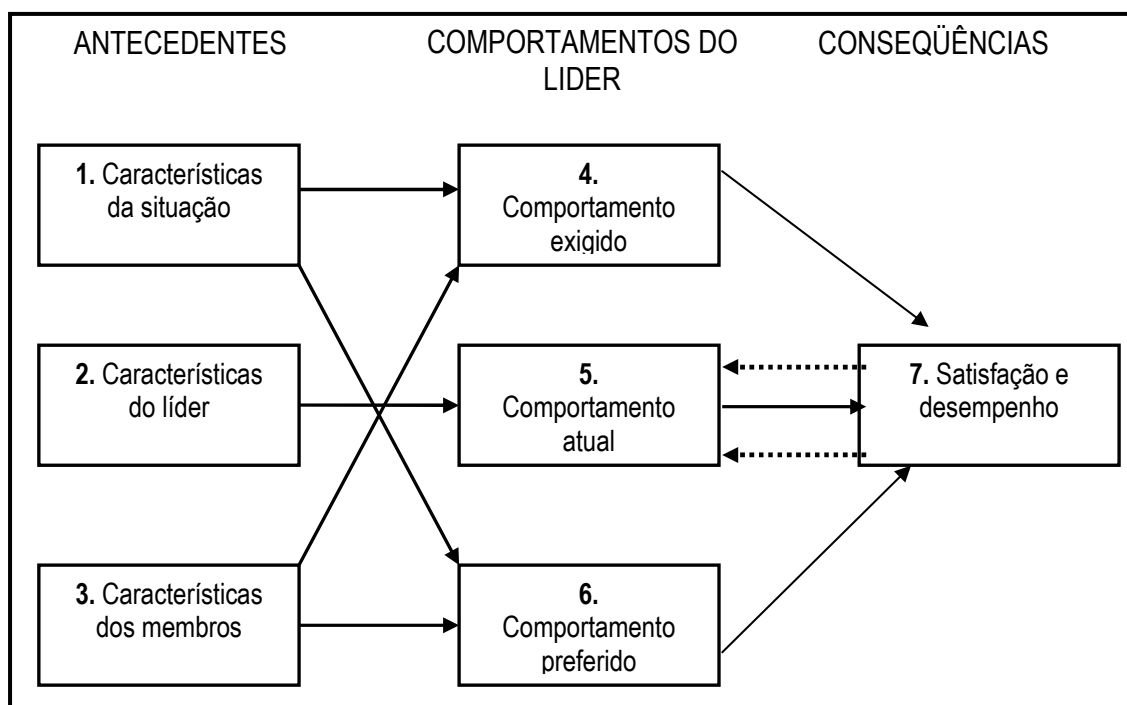 ANTECEDENTES
COMPORTAMENTOS DO
LIDER
CONSEQÜÊNCIAS
1. Características
da situação
4.
Comportamento
exigido
2. Características
do líder
5.
Comportamento
atual
7. Satisfação e
desempenho
3. Características
dos membros
6.
Comportamento
preferido